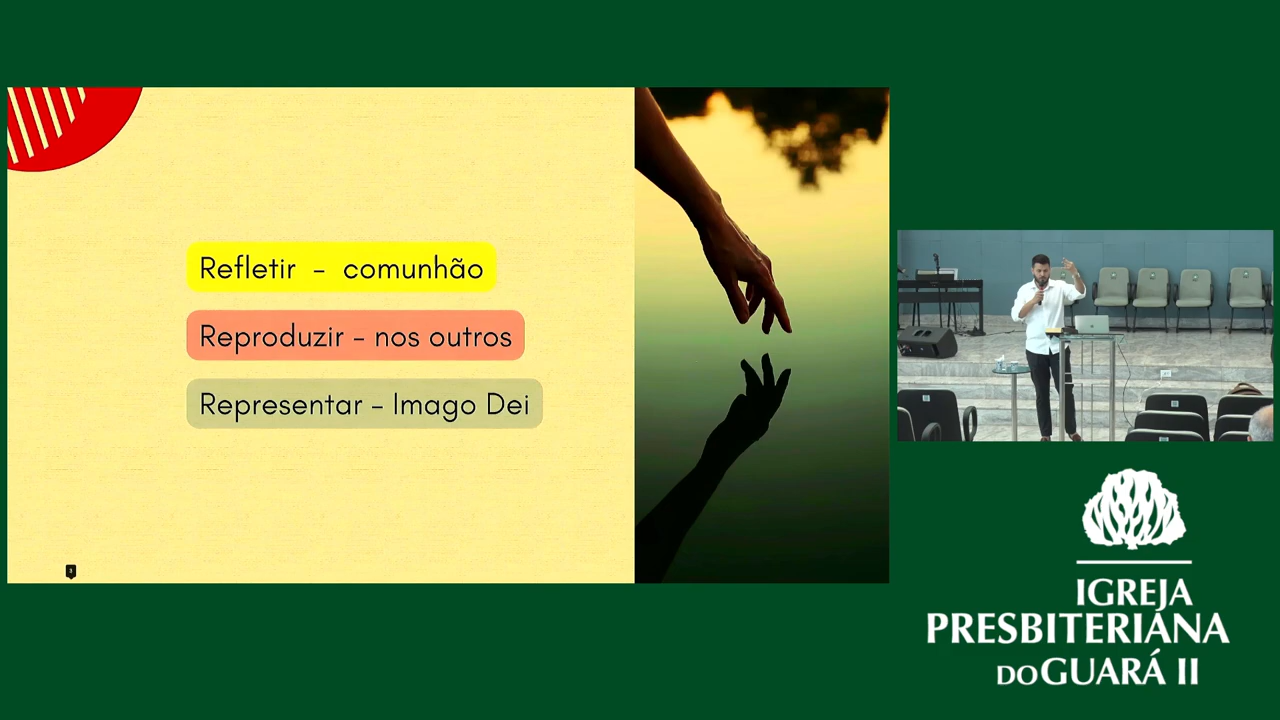 Refletir - comunhão
Reproduzir - nos outros
Representar - Imago Dei
IGREJA
PRESBITERIANA
DO GUARÁ II